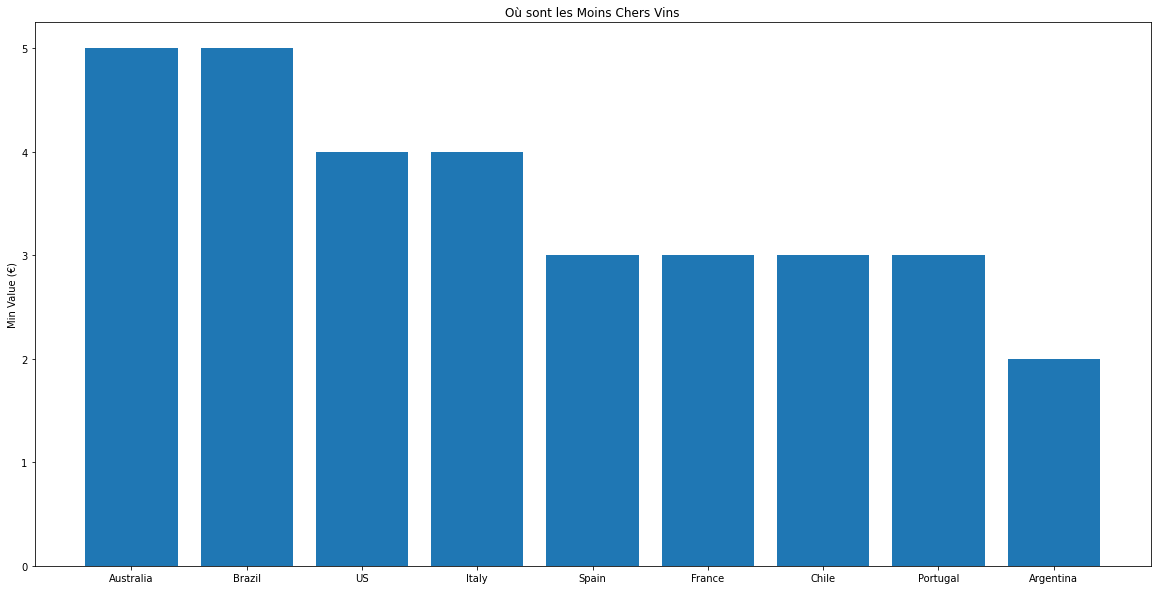 Où sont les Moins Chers Vins
Min Value (€)
5
4
3
2
1
0
Australia
Brazil
US
Italy
Spain
France
Chile
Portugal
Argentina